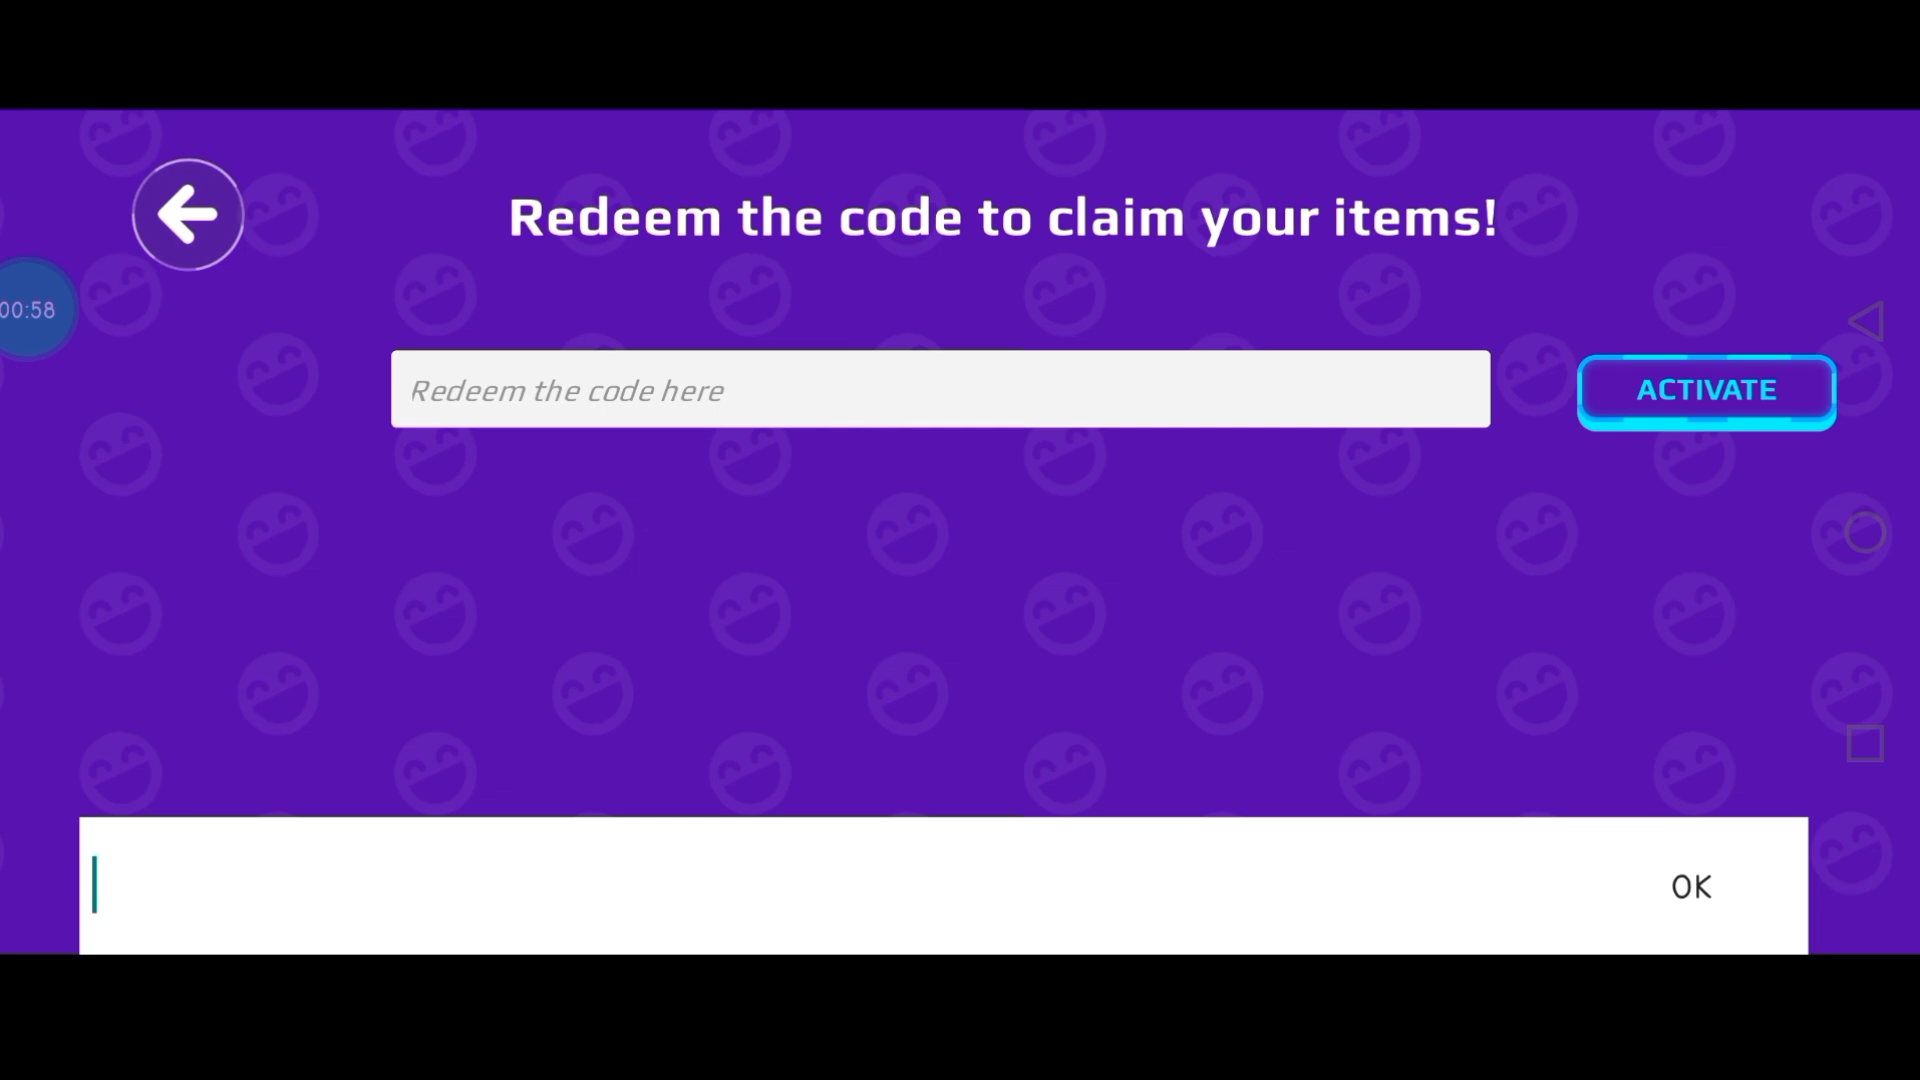 Redeem the code to claim your items!
00:58
Redeem the code here
ACTIVATE
OK